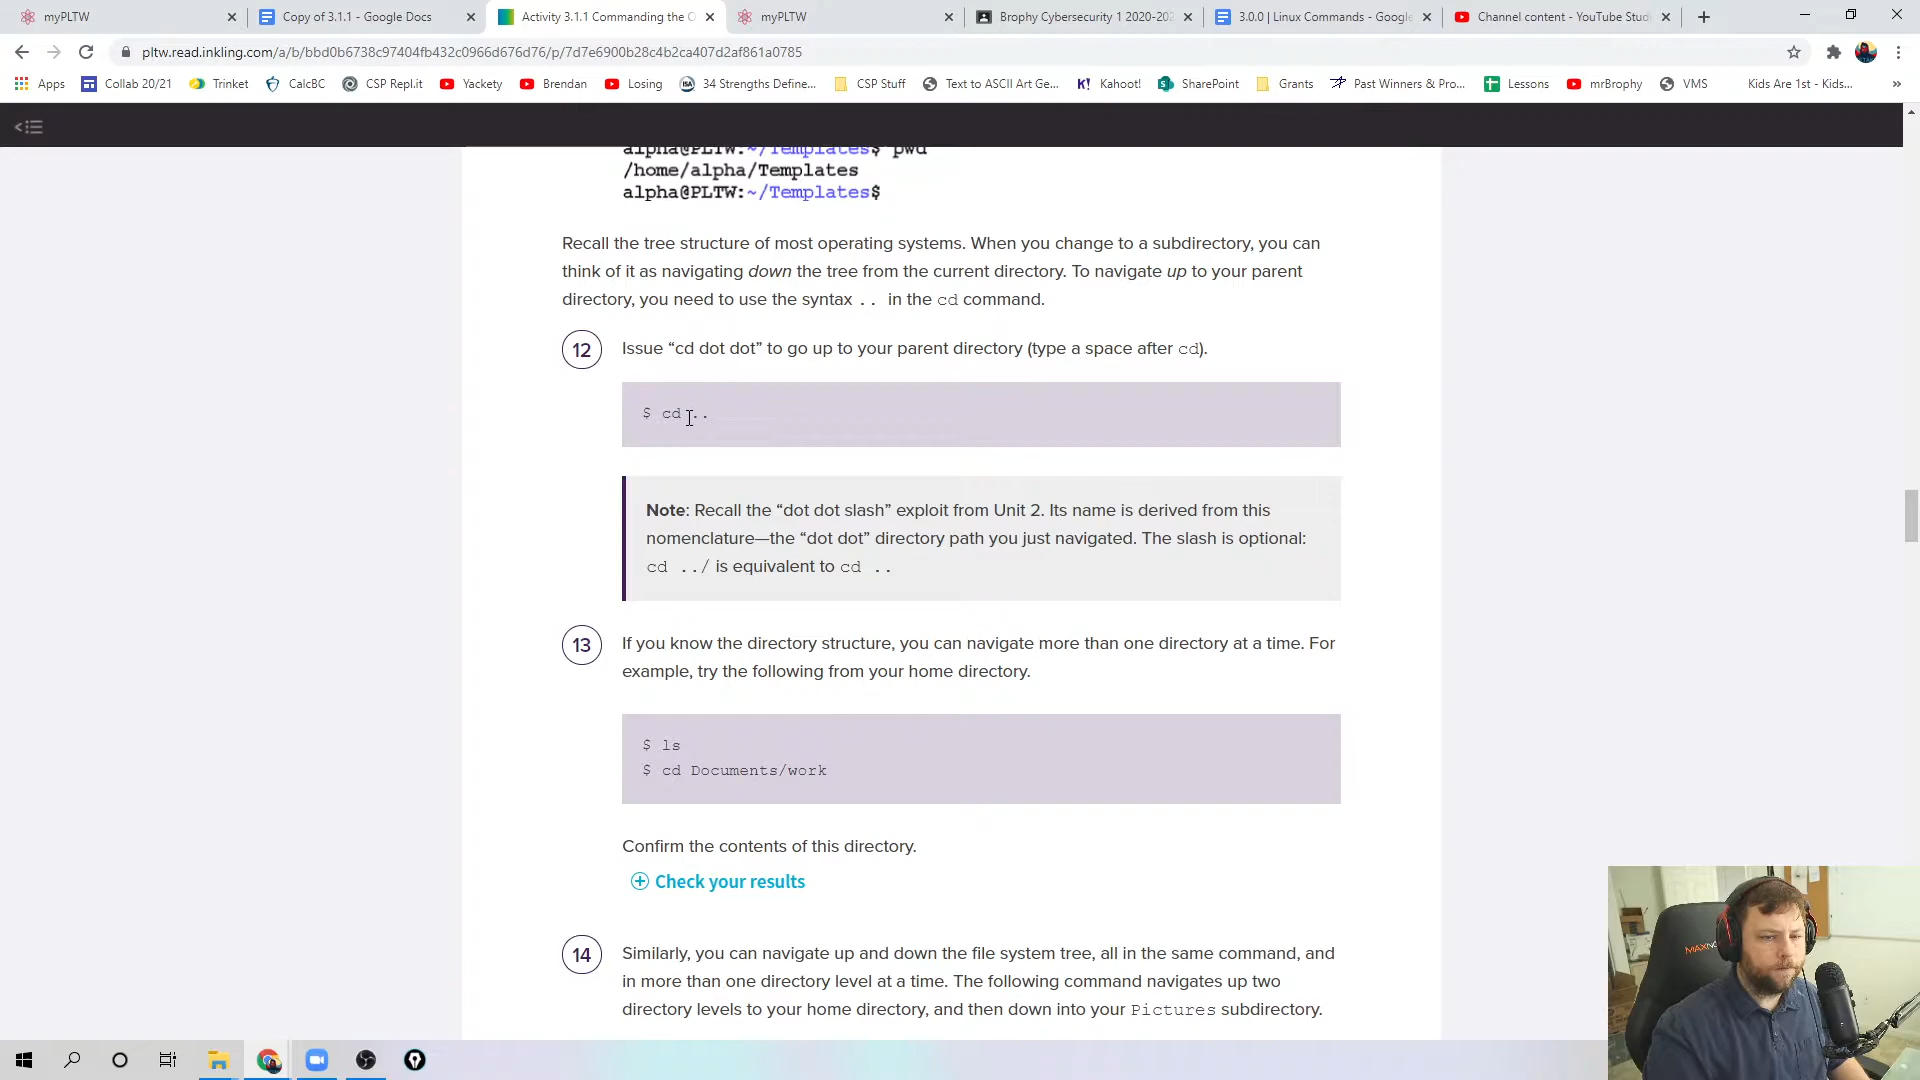 myPLTW
Copy of 3.1.1 - Google Docs
Activity 3.1.1 Commanding the O
myPLTW
Brophy Cybersecurity 1 2020-202
3.0.0 | Linux Commands - Google
Channel content - YouTube Stud
pltw.read.inkling.com/a/b/bbd0b6738c97404fb432c0966d676d76/p/7d7e6900b28c4b2ca407d2af861a0785
Apps
Collab 20/21
Trinket
CalcBC
CSP Repl.it
Yackety
Brendan
Losing
34 Strengths Define...
CSP Stuff
Text to ASCII Art Ge...
Kahoot!
SharePoint
Grants
Past Winners & Pro...
Lessons
mrBrophy
VMS
Kids Are 1st - Kids...
alpha@PLTW:~/Templates$ pwd
/home/alpha/Templates
alpha@PLTW:~/Templates$
Recall the tree structure of most operating systems. When you change to a subdirectory, you can
think of it as navigating down the tree from the current directory. To navigate up to your parent
directory, you need to use the syntax .. in the cd command.
12
Issue “cd dot dot” to go up to your parent directory (type a space after cd).
$ cd ..
Note: Recall the “dot dot slash” exploit from Unit 2. Its name is derived from this
nomenclature—the “dot dot” directory path you just navigated. The slash is optional:
cd ../ is equivalent to cd ..
13
If you know the directory structure, you can navigate more than one directory at a time. For
example, try the following from your home directory.
$ ls
$ cd Documents/work
Confirm the contents of this directory.
Check your results
14
Similarly, you can navigate up and down the file system tree, all in the same command, and
in more than one directory level at a time. The following command navigates up two
directory levels to your home directory, and then down into your Pictures subdirectory.